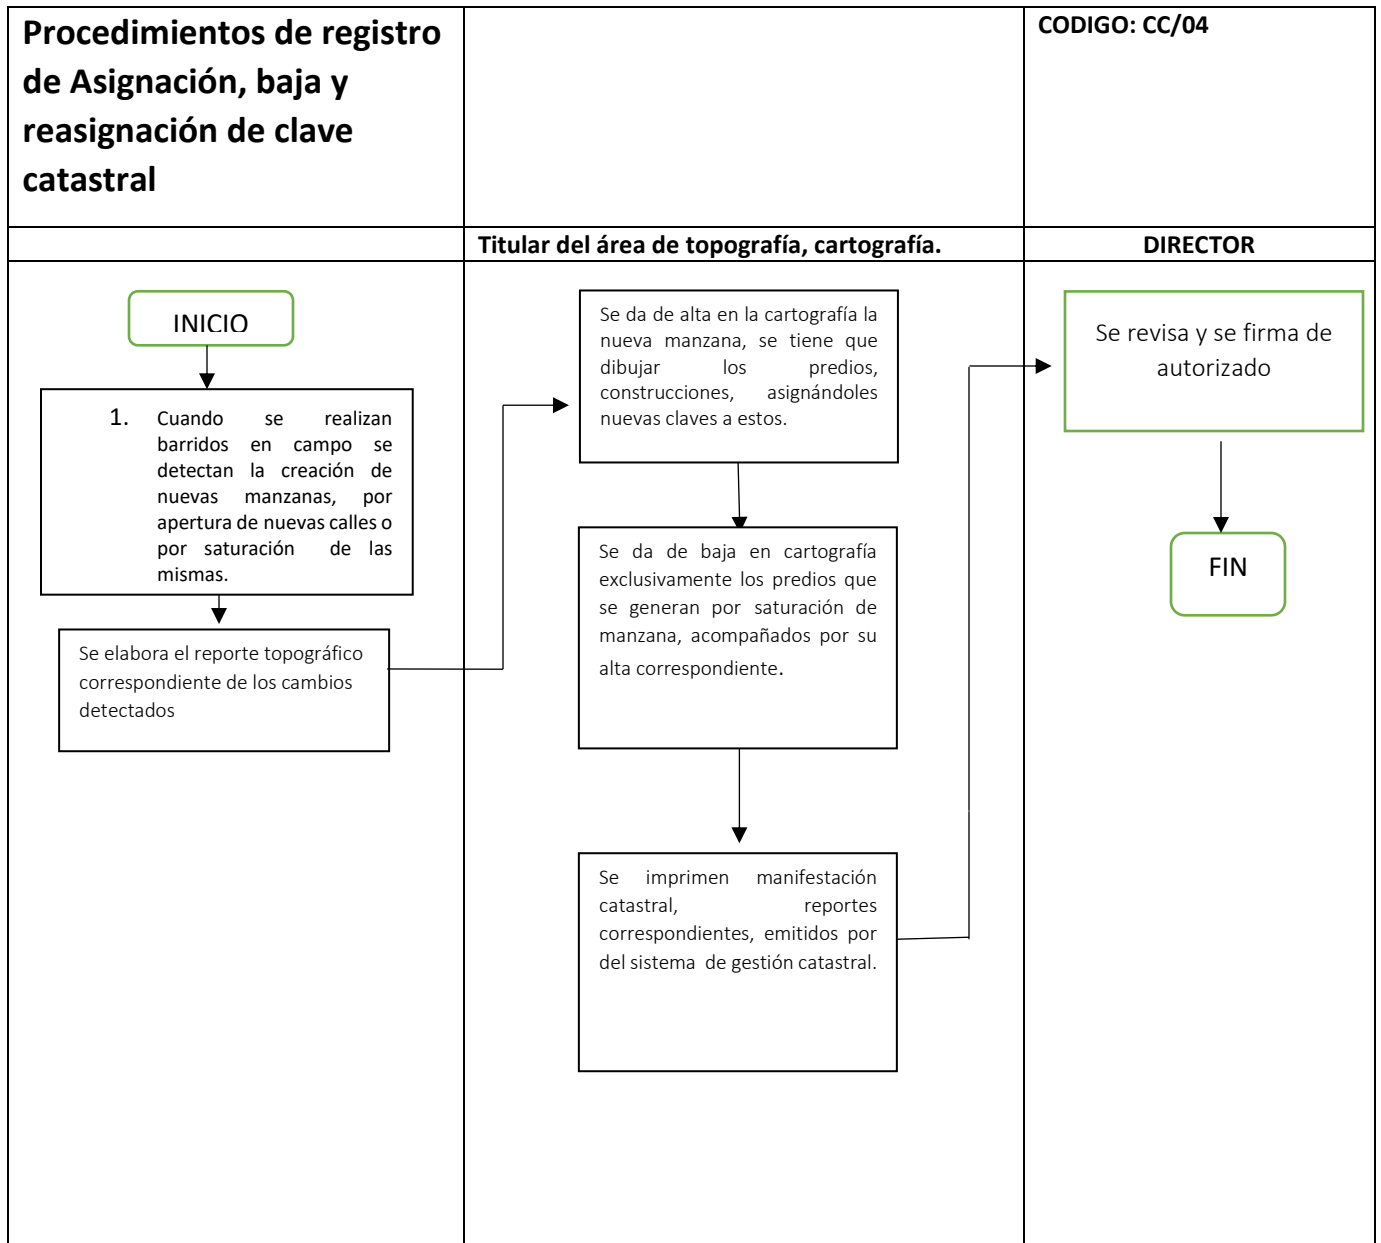 Procedimientos de registro
de Asignación, baja y
reasignación de clave
catastral
CODIGO: CC/04
Titular del área de topografía, cartografía.
DIRECTOR
INICIO
1. Cuando se realizan
barridos en campo se
detectan la creación de
nuevas manzanas, por
apertura de nuevas calles o
por saturación de las
mismas.
Se elabora el reporte topográfico
correspondiente de los cambios
detectados
Se da de alta en la cartografía la
nueva manzana, se tiene que
dibujar los predios,
construcciones, asignándoles
nuevas claves a estos.
Se da de baja en cartografía
exclusivamente los predios que
se generan por saturación de
manzana, acompañados por su
alta correspondiente.
Se imprimen manifestación
catastral, reportes
correspondientes, emitidos por
del sistema de gestión catastral.
Se revisa y se firma de
autorizado
FIN